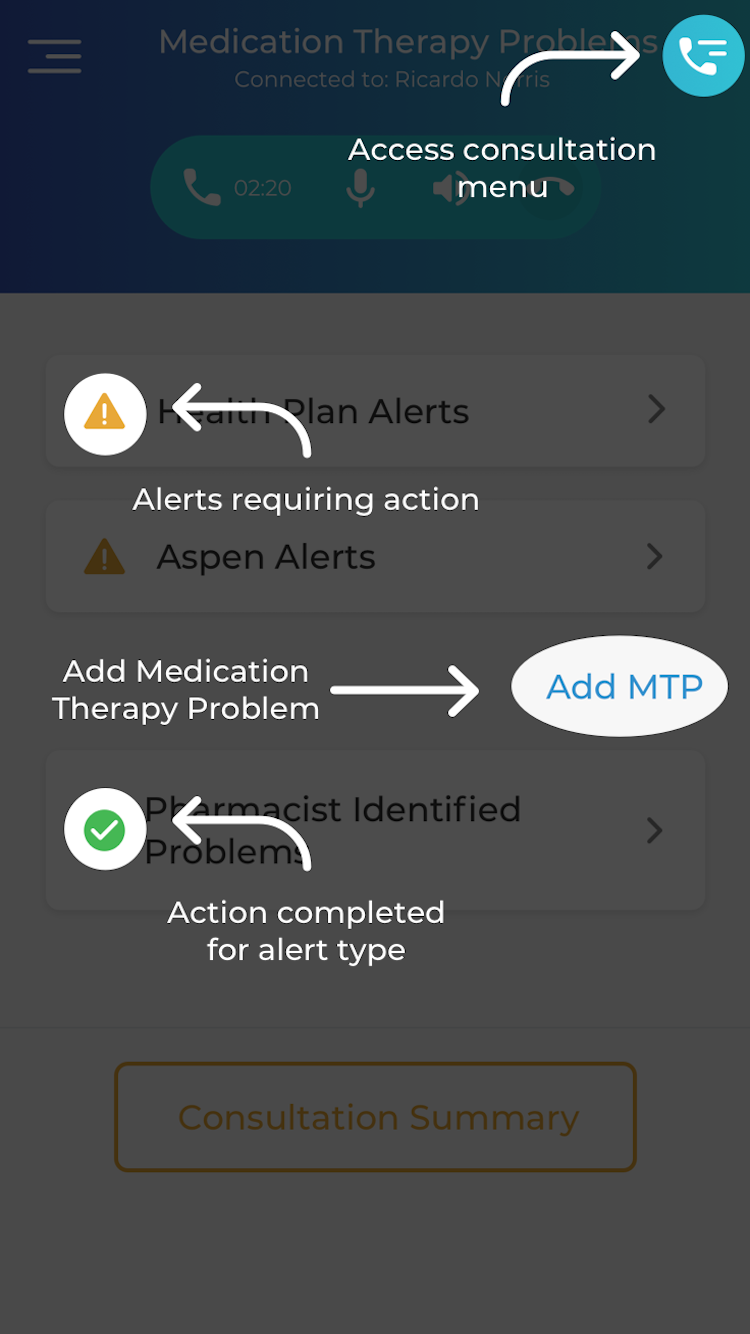 Medication Therapy Problems
Connected to: Ricardo Norris
Access consultation
menu
02:20
Health Plan Alerts
Alerts requiring action
Aspen Alerts
Add Medication
Therapy Problem
Add MTP
Pharmacist Identified
Problems
Action completed
for alert type
Consultation Summary